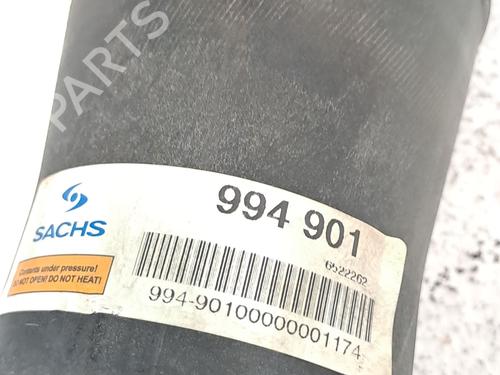 B PARTS
994 901
SACHS
6522262
Contents under pressure!
DO NOT OPEN! DO NOT HEAT!
994-90100000001174